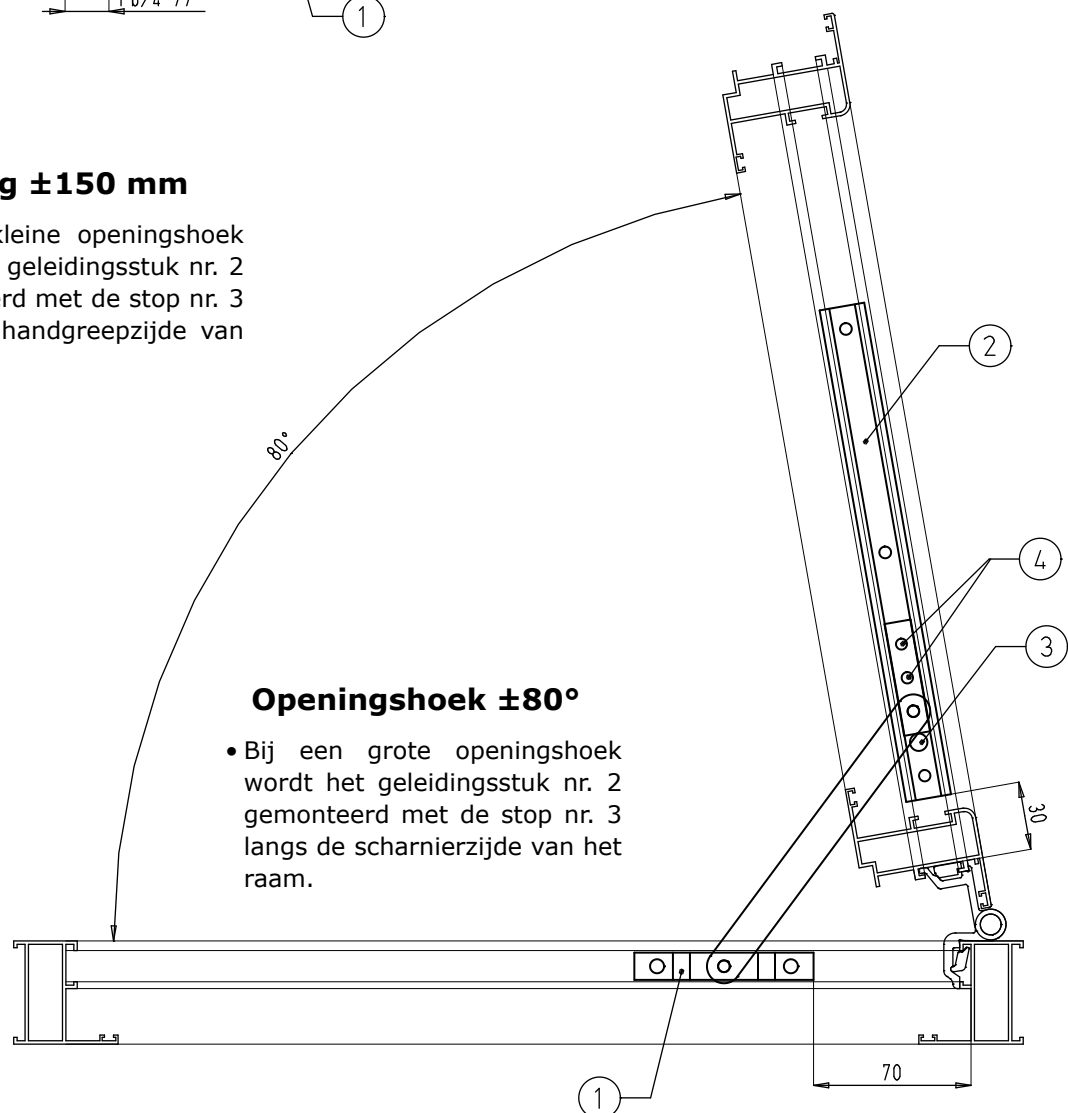 1
g ±150 mm
kleine openingshoek
geleidingsstuk nr. 2
rd met de stop nr. 3
handgreepzijde van
80°
2
4
3
30
Openingshoek ±80°
• Bij een grote openingshoek
wordt het geleidingsstuk nr. 2
gemonteerd met de stop nr. 3
langs de scharnierzijde van het
raam.
70
1